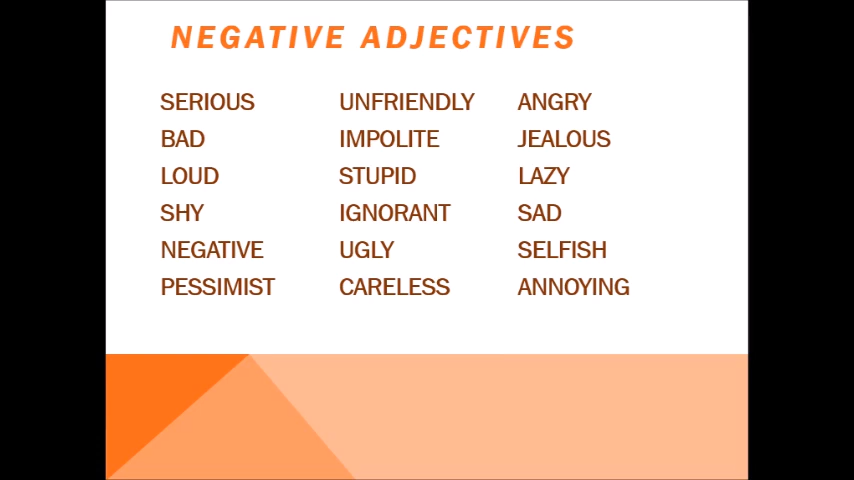 NEGATIVE ADJECTIVES
SERIOUS UNFRIENDLY ANGRY
BAD IMPOLITE JEALOUS
LOUD STUPID LAZY
SHY IGNORANT SAD
NEGATIVE UGLY SELFISH
PESSIMIST CARELESS ANNOYING